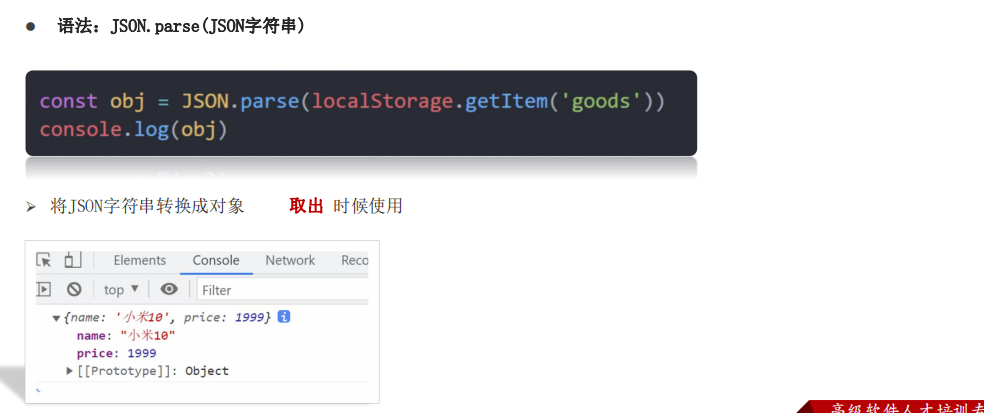 ● 语法：JSON.parse(JSON字符串)
const obj = JSON.parse(localStorage.getItem('goods'))
console.log(obj)
➢ 将JSON字符串转换成对象 取出 时候使用
Elements Console Network Reco
top ▼ Filter
▼{name: '小米10', price: 1999} i
name: "小米10"
price: 1999
▶[[Prototype]]: Object
高级软件人才培训专